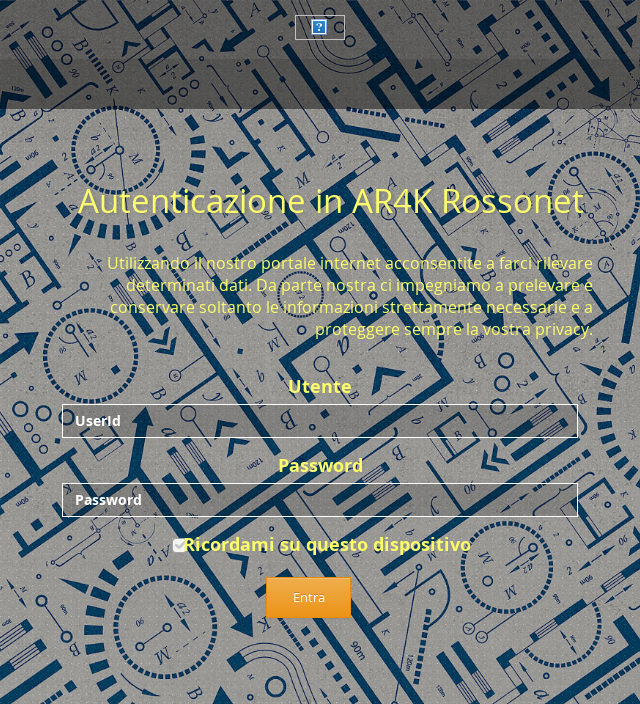 Autenticazione in AR4K Rossonet
Utilizzando il nostro portale internet acconsentite a farci rilevare
determinati dati. Da parte nostra ci impegniamo a prelevare e
conservare soltanto le informazioni strettamente necessarie e a
proteggere sempre la vostra privacy.
Utente
UserId
Password
Password
Ricordami su questo dispositivo
Entra